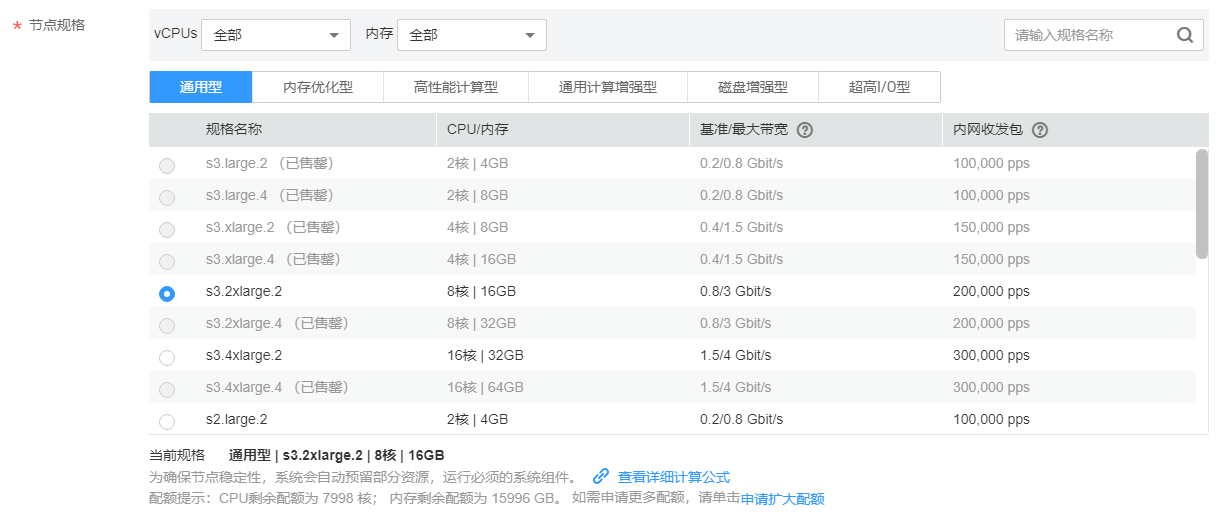 * 节点规格
vCPUs 全部 内存 全部 请输入规格名称
通用型 内存优化型 高性能计算型 通用计算增强型 磁盘增强型 超高I/O型
规格名称 CPU/内存 基准/最大带宽 ? 内网收发包 ?
s3.large.2 （已售罄） 2核 | 4GB 0.2/0.8 Gbit/s 100,000 pps
s3.large.4 （已售罄） 2核 | 8GB 0.2/0.8 Gbit/s 100,000 pps
s3.xlarge.2 （已售罄） 4核 | 8GB 0.4/1.5 Gbit/s 150,000 pps
s3.xlarge.4 （已售罄） 4核 | 16GB 0.4/1.5 Gbit/s 150,000 pps
s3.2xlarge.2 8核 | 16GB 0.8/3 Gbit/s 200,000 pps
s3.2xlarge.4 （已售罄） 8核 | 32GB 0.8/3 Gbit/s 200,000 pps
s3.4xlarge.2 16核 | 32GB 1.5/4 Gbit/s 300,000 pps
s3.4xlarge.4 （已售罄） 16核 | 64GB 1.5/4 Gbit/s 300,000 pps
s2.large.2 2核 | 4GB 0.2/0.8 Gbit/s 100,000 pps
当前规格 通用型 | s3.2xlarge.2 | 8核 | 16GB
为确保节点稳定性，系统会自动预留部分资源，运行必须的系统组件。 查看详细计算公式
配额提示：CPU剩余配额为 7998 核； 内存剩余配额为 15996 GB。 如需申请更多配额，请单击申请扩大配额